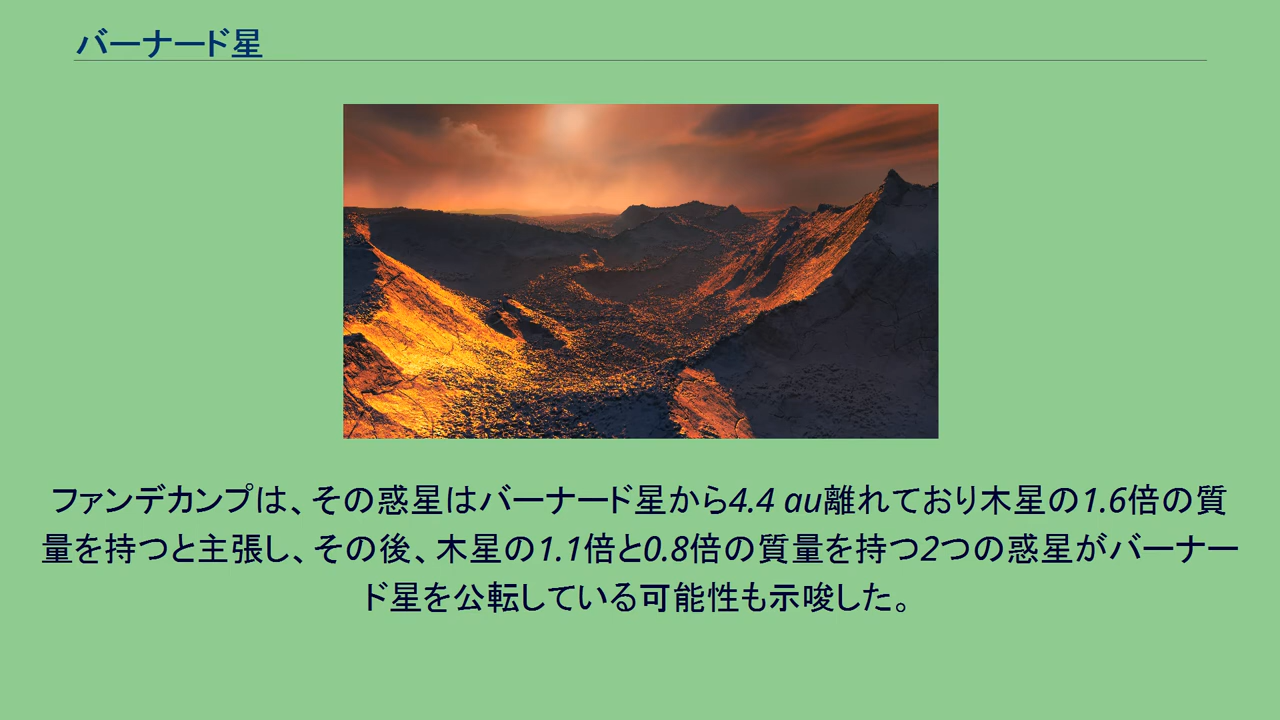 バーナード星
ファンデカンプは、その惑星はバーナード星から4.4 au離れており木星の1.6倍の質
量を持つと主張し、その後、木星の1.1倍と0.8倍の質量を持つ2つの惑星がバーナー
ド星を公転している可能性も示唆した。